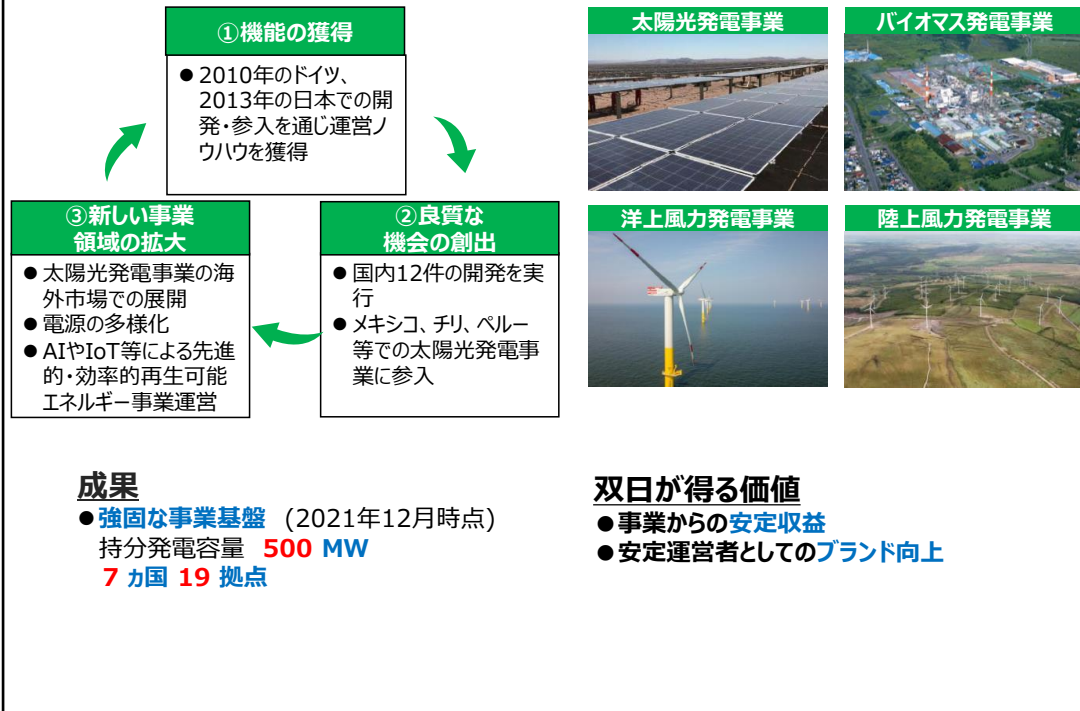 ①機能の獲得
●2010年のドイツ、
2013年の日本での開
発・参入を通じ運営ノ
ウハウを獲得
②良質な
機会の創出
●国内12件の開発を実
行
●メキシコ、チリ、ペルー
等での太陽光発電事
業に参入
③新しい事業
領域の拡大
●太陽光発電事業の海
外市場での展開
●電源の多様化
●AIやIoT等による先進
的・効率的再生可能
エネルギー事業運営
太陽光発電事業
バイオマス発電事業
洋上風力発電事業
陸上風力発電事業
成果
●強固な事業基盤 (2021年12月時点)
持分発電容量 500 MW
7 ヵ国 19 拠点
双日が得る価値
●事業からの安定収益
●安定運営者としてのブランド向上